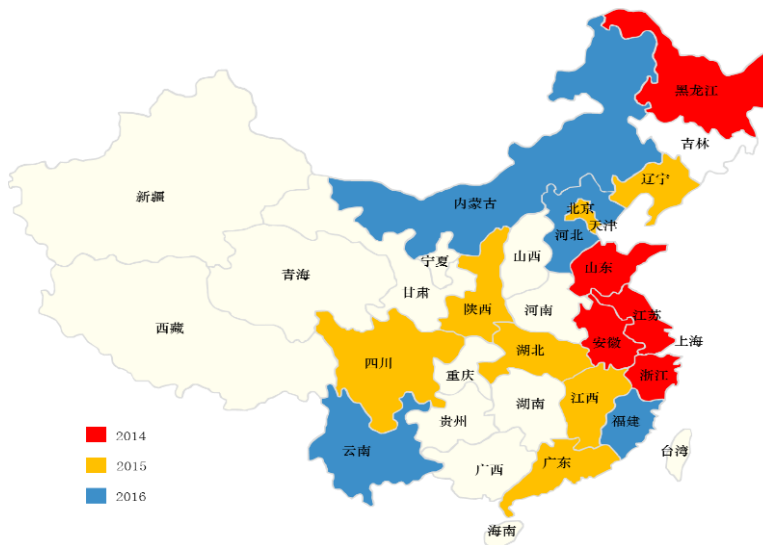 黑龙江
吉林
辽宁
新疆
内蒙古
北京
天津
河北
宁夏
山西
青海
山东
甘肃
西藏
陕西
河南
江苏
安徽
上海
湖北
四川
重庆
浙江
江西
湖南
贵州
福建
2014
云南
台湾
2015
广西
广东
2016
海南